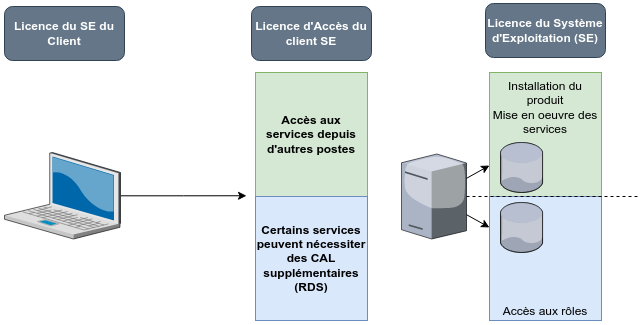 Licence du SE du
Client
Licence d'Accès du
client SE
Licence du Système
d'Exploitation (SE)
Accès aux
services depuis
d'autres postes
Certains services
peuvent nécessiter
des CAL
supplémentaires
(RDS)
Installation du
produit
Mise en oeuvre des
services
Accès aux rôles